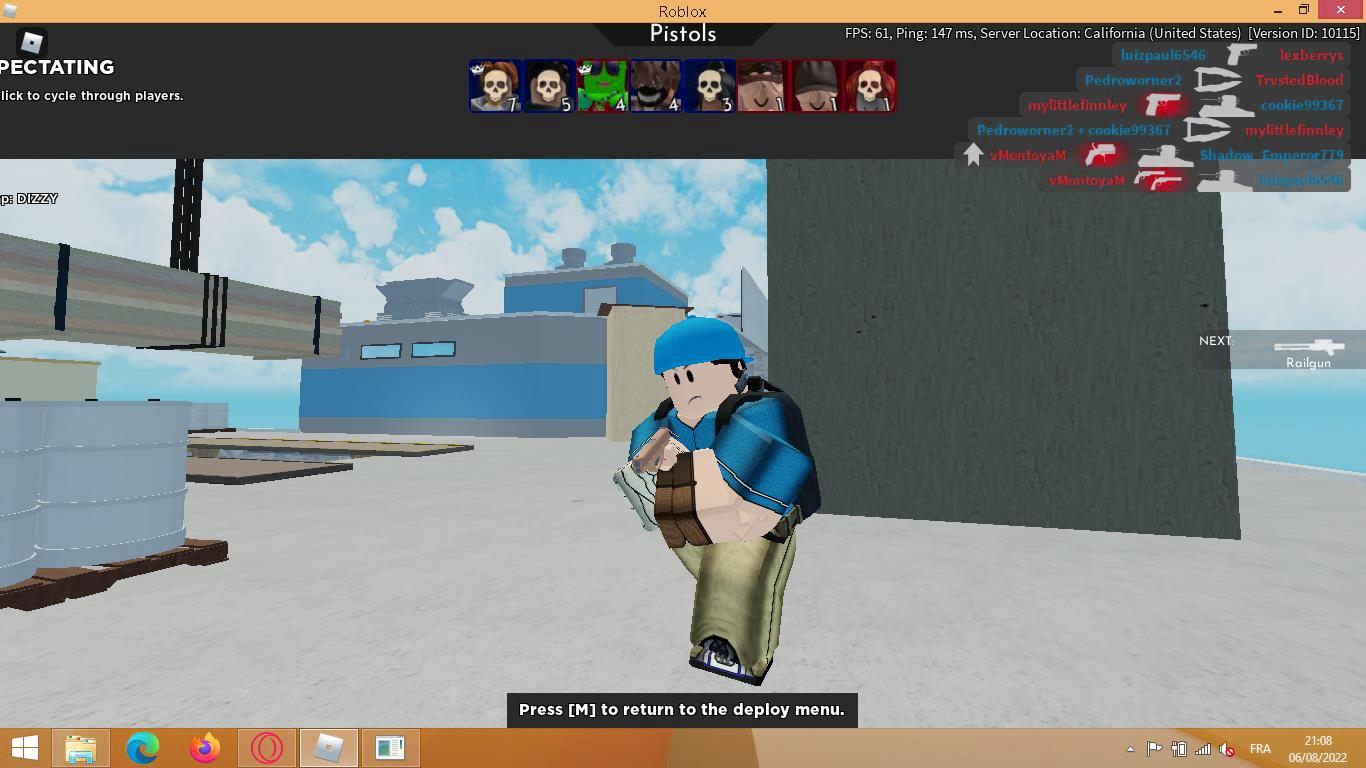 Roblox
Pistols
FPS: 61, Ping: 147 ms, Server Location: California (United States) [Version ID: 10115]
PECTATING
lick to cycle through players.
7 5 4 4 3 1 1 1
luizpaul6546 lexberrys
Pedroworner2 TrvstedBlood
mylittlefinnley cookie99367
Pedroworner2 + cookie99367 mylittlefinnley
vMontoyaM Shadow_Emperor779
vMontoyaM luizpaul6546
p: DIZZY
NEXT:
Railgun
Press [M] to return to the deploy menu.
FRA
21:08
06/08/2022